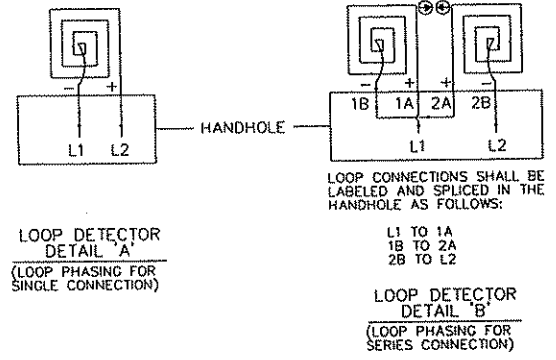 - +
L1 L2
HANDHOLE
LOOP DETECTOR
DETAIL 'A'
(LOOP PHASING FOR
SINGLE CONNECTION)
- + + -
1B 1A 2A 2B
L1 L2
LOOP CONNECTIONS SHALL BE
LABELED AND SPLICED IN THE
HANDHOLE AS FOLLOWS:
L1 TO 1A
1B TO 2A
2B TO L2
LOOP DETECTOR
DETAIL 'B'
(LOOP PHASING FOR
SERIES CONNECTION)